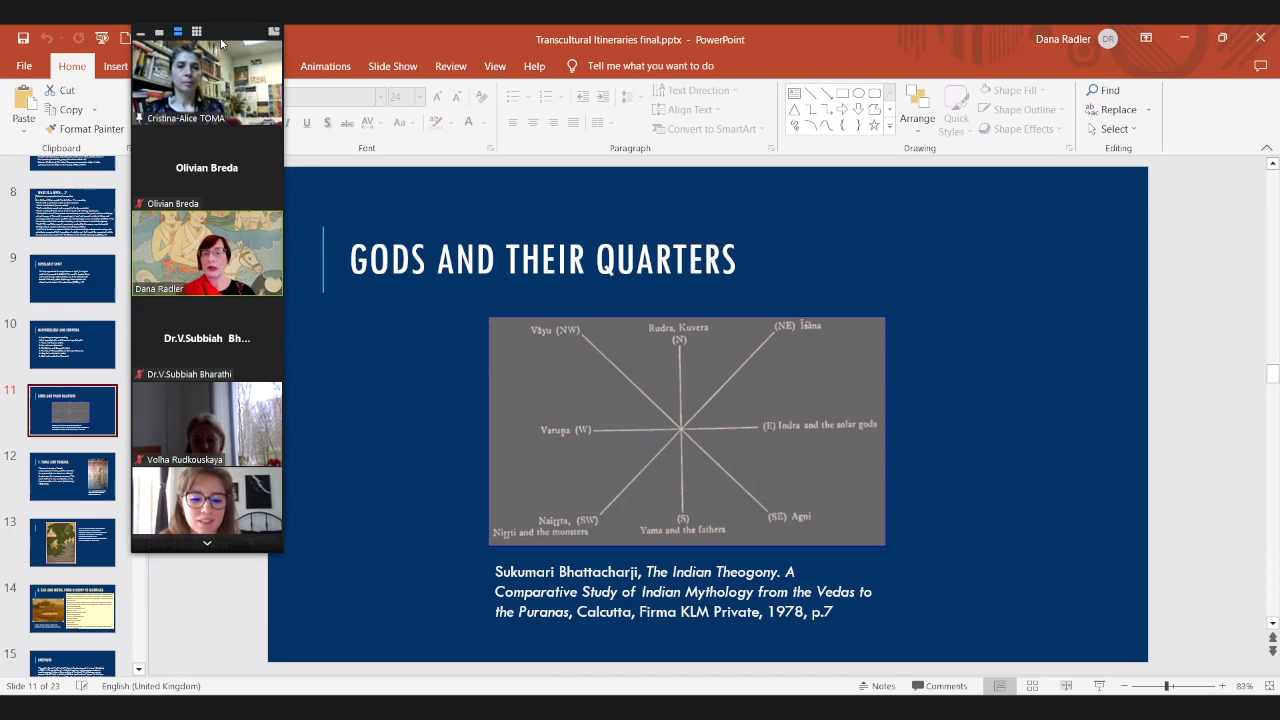 Transcultural Itineraries final.pptx - PowerPoint
Dana Radler
DR
File
Home
Insert
Animations
Slide Show
Review
View
Help
Tell me what you want to do
Paste
Cut
Copy
Format Painter
Clipboard
24
Aa
Font
Text Direction
Align Text
Convert to SmartArt
Paragraph
Arrange
Quick
Styles
Shape Fill
Shape Outline
Shape Effects
Drawing
Find
Replace
Select
Editing
Cristina-Alice TOMA
Olivian Breda
Olivian Breda
Dana Radler
Dr.V.Subbiah Bh...
Dr.V.Subbiah Bharathi
Volha Rudkouskaya
8
9
10
11
12
13
14
15
GODS AND THEIR QUARTERS
Vāyu (NW)
Rudra, Kuvera
(N)
(NE) Īśāna
Varuṇa (W)
(E) Indra and the solar gods
Nairṛta, (SW)
Nirṛti and the monsters
(S)
Yama and the fathers
(SE) Agni
Sukumari Bhattacharji, The Indian Theogony. A
Comparative Study of Indian Mythology from the Vedas to
the Puranas, Calcutta, Firma KLM Private, 1978, p.7
Slide 11 of 23
English (United Kingdom)
Notes
Comments
83%